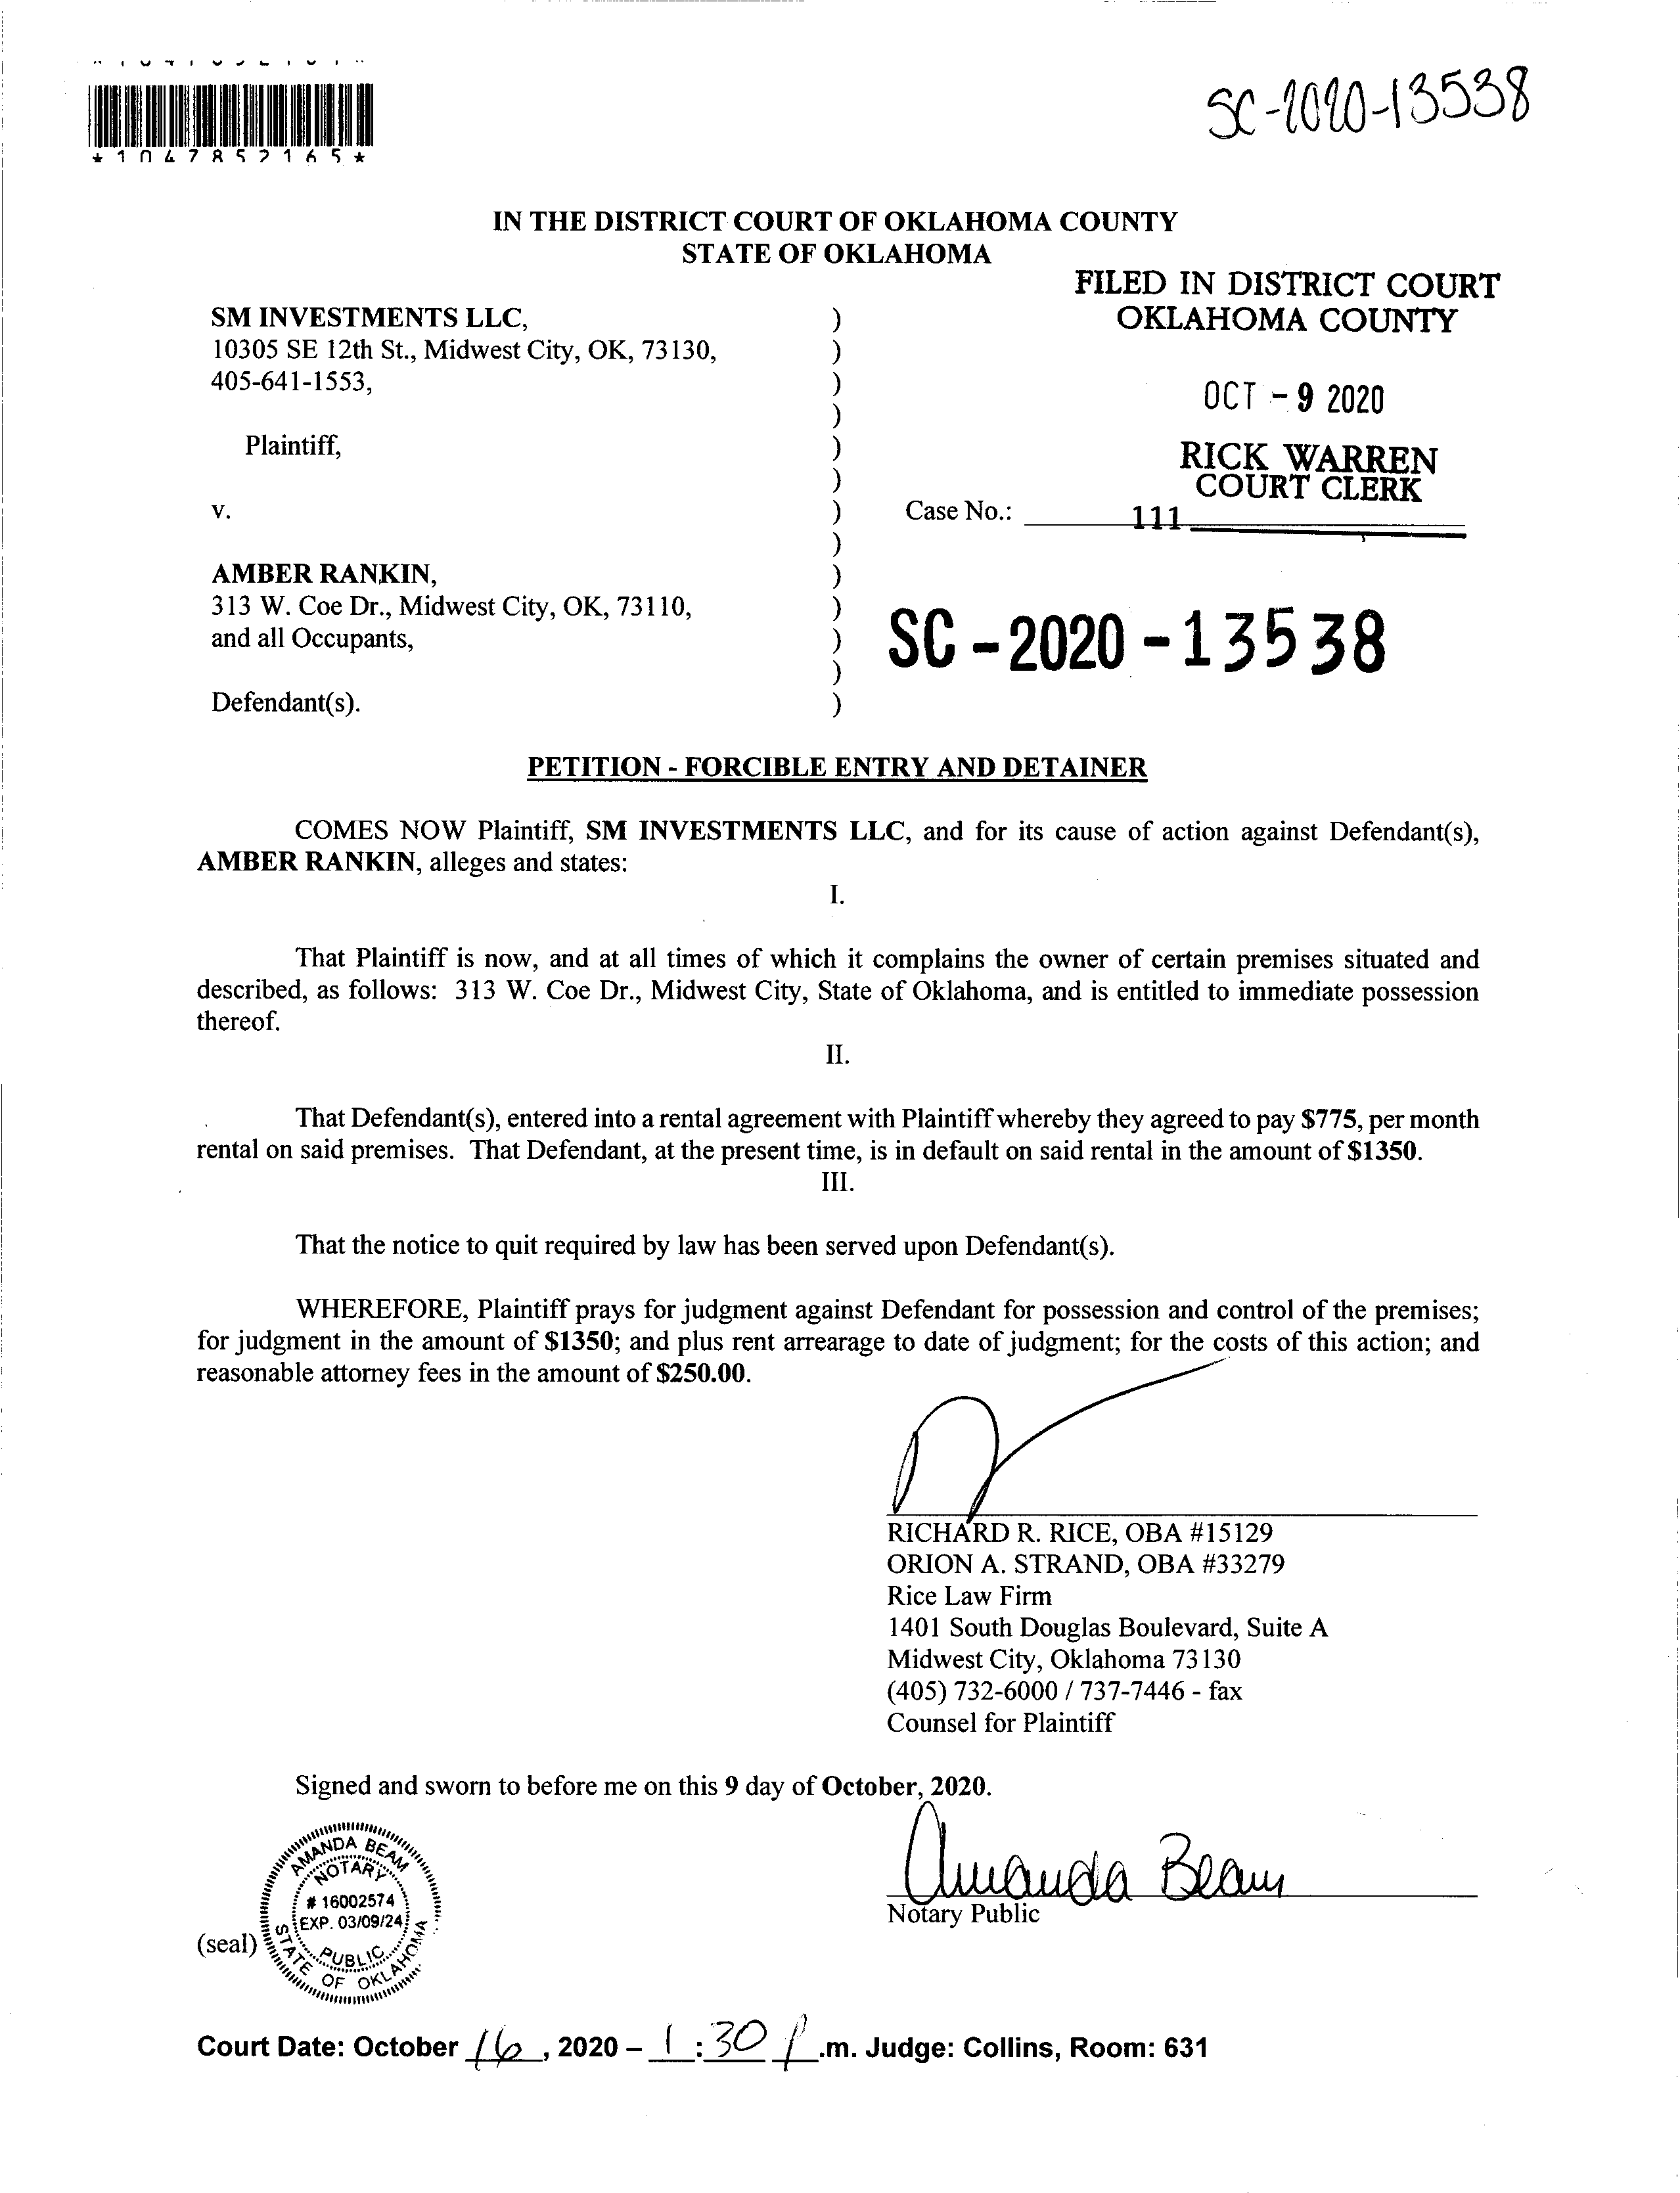 *1047852165*
SC-2020-13538
IN THE DISTRICT COURT OF OKLAHOMA COUNTY
STATE OF OKLAHOMA
FILED IN DISTRICT COURT
OKLAHOMA COUNTY
OCT - 9 2020
RICK WARREN
COURT CLERK
111
SM INVESTMENTS LLC, )
10305 SE 12th St., Midwest City, OK, 73130, )
405-641-1553, )
)
Plaintiff, )
)
v. ) Case No.:
)
AMBER RANKIN, )
313 W. Coe Dr., Midwest City, OK, 73110, )
and all Occupants, )
)
Defendant(s). )
SC-2020-13538
PETITION - FORCIBLE ENTRY AND DETAINER
COMES NOW Plaintiff, SM INVESTMENTS LLC, and for its cause of action against Defendant(s),
AMBER RANKIN, alleges and states:
I.
That Plaintiff is now, and at all times of which it complains the owner of certain premises situated and
described, as follows: 313 W. Coe Dr., Midwest City, State of Oklahoma, and is entitled to immediate possession
thereof.
II.
That Defendant(s), entered into a rental agreement with Plaintiff whereby they agreed to pay $775, per month
rental on said premises. That Defendant, at the present time, is in default on said rental in the amount of $1350.
III.
That the notice to quit required by law has been served upon Defendant(s).
WHEREFORE, Plaintiff prays for judgment against Defendant for possession and control of the premises;
for judgment in the amount of $1350; and plus rent arrearage to date of judgment; for the costs of this action; and
reasonable attorney fees in the amount of $250.00.
RICHARD R. RICE, OBA #15129
ORION A. STRAND, OBA #33279
Rice Law Firm
1401 South Douglas Boulevard, Suite A
Midwest City, Oklahoma 73130
(405) 732-6000 / 737-7446 - fax
Counsel for Plaintiff
Signed and sworn to before me on this 9 day of October, 2020.
Amanda Beam
Notary Public
(seal)
AMANDA BEAM
NOTARY
# 16002574
EXP. 03/09/24
PUBLIC
STATE OF OKLAHOMA
Court Date: October 16, 2020 – 1:30 p.m. Judge: Collins, Room: 631